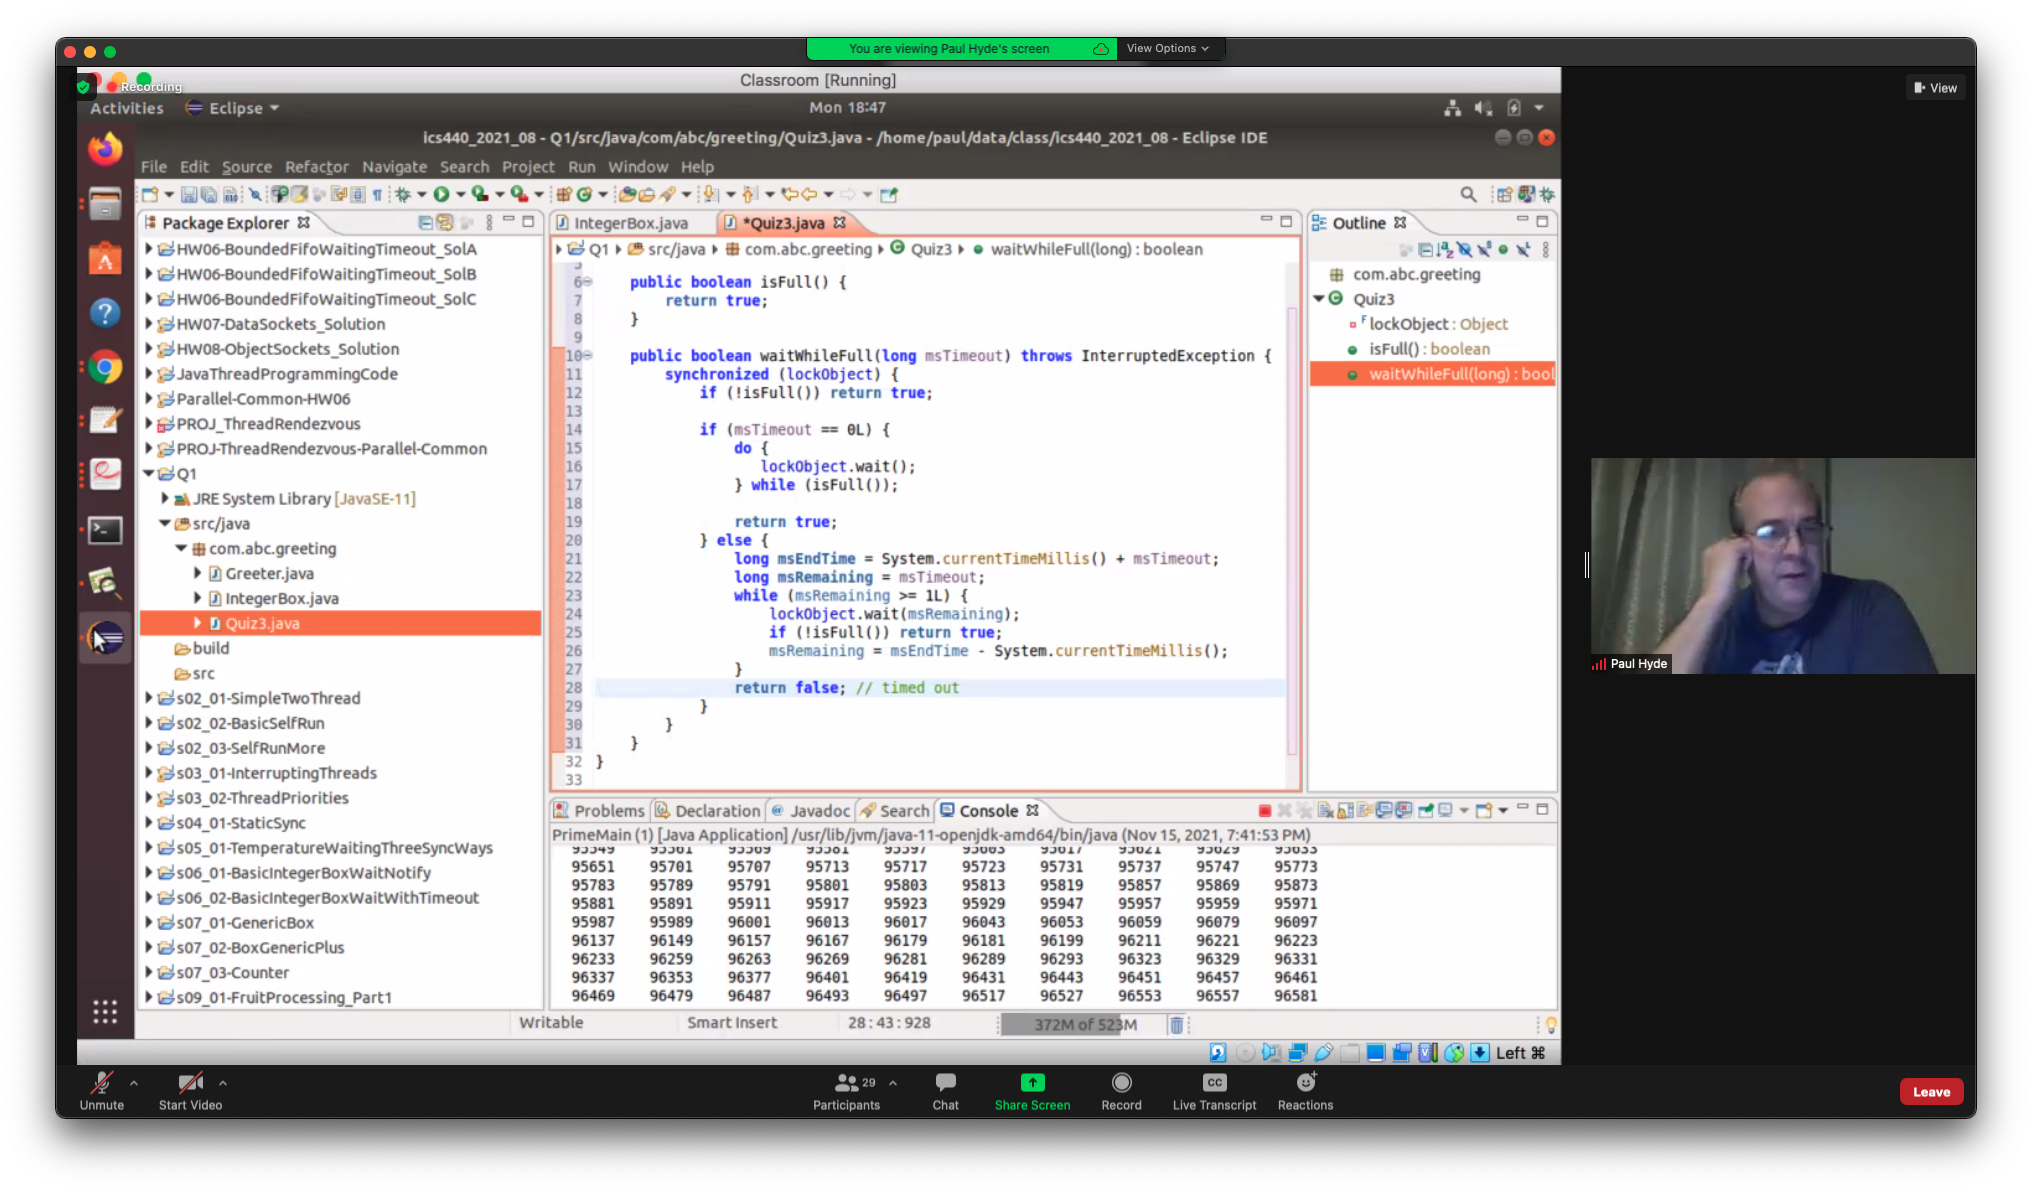 You are viewing Paul Hyde's screen
View Options
Classroom [Running]
Recording
View
Activities
Eclipse
Mon 18:47
ics440_2021_08 - Q1/src/java/com/abc/greeting/Quiz3.java - /home/paul/data/class/ics440_2021_08 - Eclipse IDE
File Edit Source Refactor Navigate Search Project Run Window Help
Package Explorer
HW06-BoundedFifoWaitingTimeout_SolA
HW06-BoundedFifoWaitingTimeout_SolB
HW06-BoundedFifoWaitingTimeout_SolC
HW07-DataSockets_Solution
HW08-ObjectSockets_Solution
JavaThreadProgrammingCode
Parallel-Common-HW06
PROJ_ThreadRendezvous
PROJ-ThreadRendezvous-Parallel-Common
Q1
JRE System Library [JavaSE-11]
src/java
com.abc.greeting
Greeter.java
IntegerBox.java
Quiz3.java
build
src
s02_01-SimpleTwoThread
s02_02-BasicSelfRun
s02_03-SelfRunMore
s03_01-InterruptingThreads
s03_02-ThreadPriorities
s04_01-StaticSync
s05_01-TemperatureWaitingThreeSyncWays
s06_01-BasicIntegerBoxWaitNotify
s06_02-BasicIntegerBoxWaitWithTimeout
s07_01-GenericBox
s07_02-BoxGenericPlus
s07_03-Counter
s09_01-FruitProcessing_Part1
IntegerBox.java
*Quiz3.java
Q1 src/java com.abc.greeting Quiz3 waitWhileFull(long) : boolean
6 public boolean isFull() {
7 return true;
8 }
9
10 public boolean waitWhileFull(long msTimeout) throws InterruptedException {
11 synchronized (lockObject) {
12 if (!isFull()) return true;
13
14 if (msTimeout == 0L) {
15 do {
16 lockObject.wait();
17 } while (isFull());
18
19 return true;
20 } else {
21 long msEndTime = System.currentTimeMillis() + msTimeout;
22 long msRemaining = msTimeout;
23 while (msRemaining >= 1L) {
24 lockObject.wait(msRemaining);
25 if (!isFull()) return true;
26 msRemaining = msEndTime - System.currentTimeMillis();
27 }
28 return false; // timed out
29 }
30 }
31 }
32 }
33
Outline
com.abc.greeting
Quiz3
lockObject : Object
isFull() : boolean
waitWhileFull(long) : bool
Problems Declaration Javadoc Search Console
PrimeMain (1) [Java Application] /usr/lib/jvm/java-11-openjdk-amd64/bin/java (Nov 15, 2021, 7:41:53 PM)
95549 95561 95569 95581 95597 95603 95617 95621 95629 95633
95651 95701 95707 95713 95717 95723 95731 95737 95747 95773
95783 95789 95791 95801 95803 95813 95819 95857 95869 95873
95881 95891 95911 95917 95923 95929 95947 95957 95959 95971
95987 95989 96001 96013 96017 96043 96053 96059 96079 96097
96137 96149 96157 96167 96179 96181 96199 96211 96221 96223
96233 96259 96263 96269 96281 96289 96293 96323 96329 96331
96337 96353 96377 96401 96419 96431 96443 96451 96457 96461
96469 96479 96487 96493 96497 96517 96527 96553 96557 96581
Writable Smart Insert 28:43:928 372M of 523M
Left ⌘
Paul Hyde
Unmute
Start Video
29
Participants
Chat
Share Screen
Record
CC
Live Transcript
Reactions
Leave